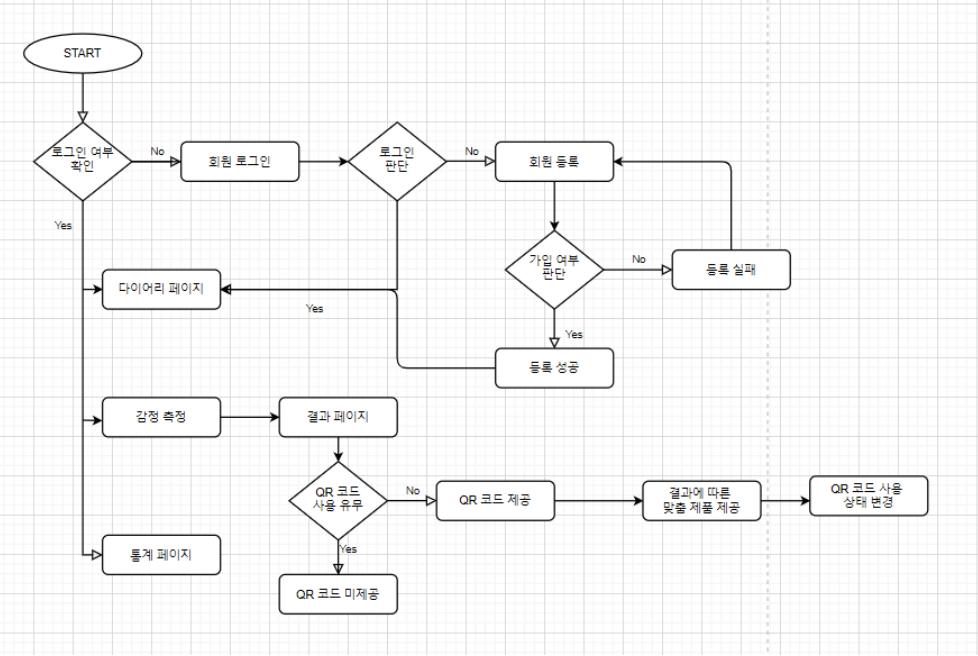 START
로그인 여부
확인
No
회원 로그인
로그인
판단
No
회원 등록
Yes
가입 여부
판단
No
등록 실패
다이어리 페이지
Yes
Yes
등록 성공
감정 측정
결과 페이지
QR 코드
사용 유무
No
QR 코드 제공
결과에 따른
맞춤 제품 제공
QR 코드 사용
상태 변경
Yes
통계 페이지
QR 코드 미제공